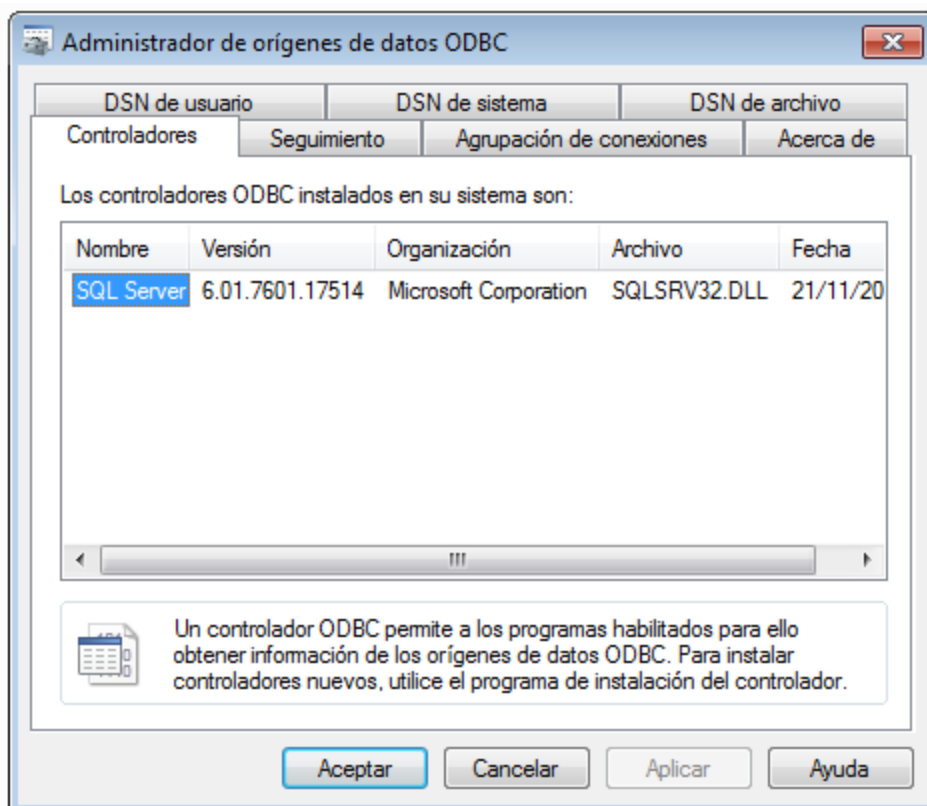 Administrador de orígenes de datos ODBC
DSN de usuario DSN de sistema DSN de archivo
Controladores Seguimiento Agrupación de conexiones Acerca de
Los controladores ODBC instalados en su sistema son:
Nombre Versión Organización Archivo Fecha
SQL Server 6.01.7601.17514 Microsoft Corporation SQLSRV32.DLL 21/11/20
Un controlador ODBC permite a los programas habilitados para ello
obtener información de los orígenes de datos ODBC. Para instalar
controladores nuevos, utilice el programa de instalación del controlador.
Aceptar Cancelar Aplicar Ayuda